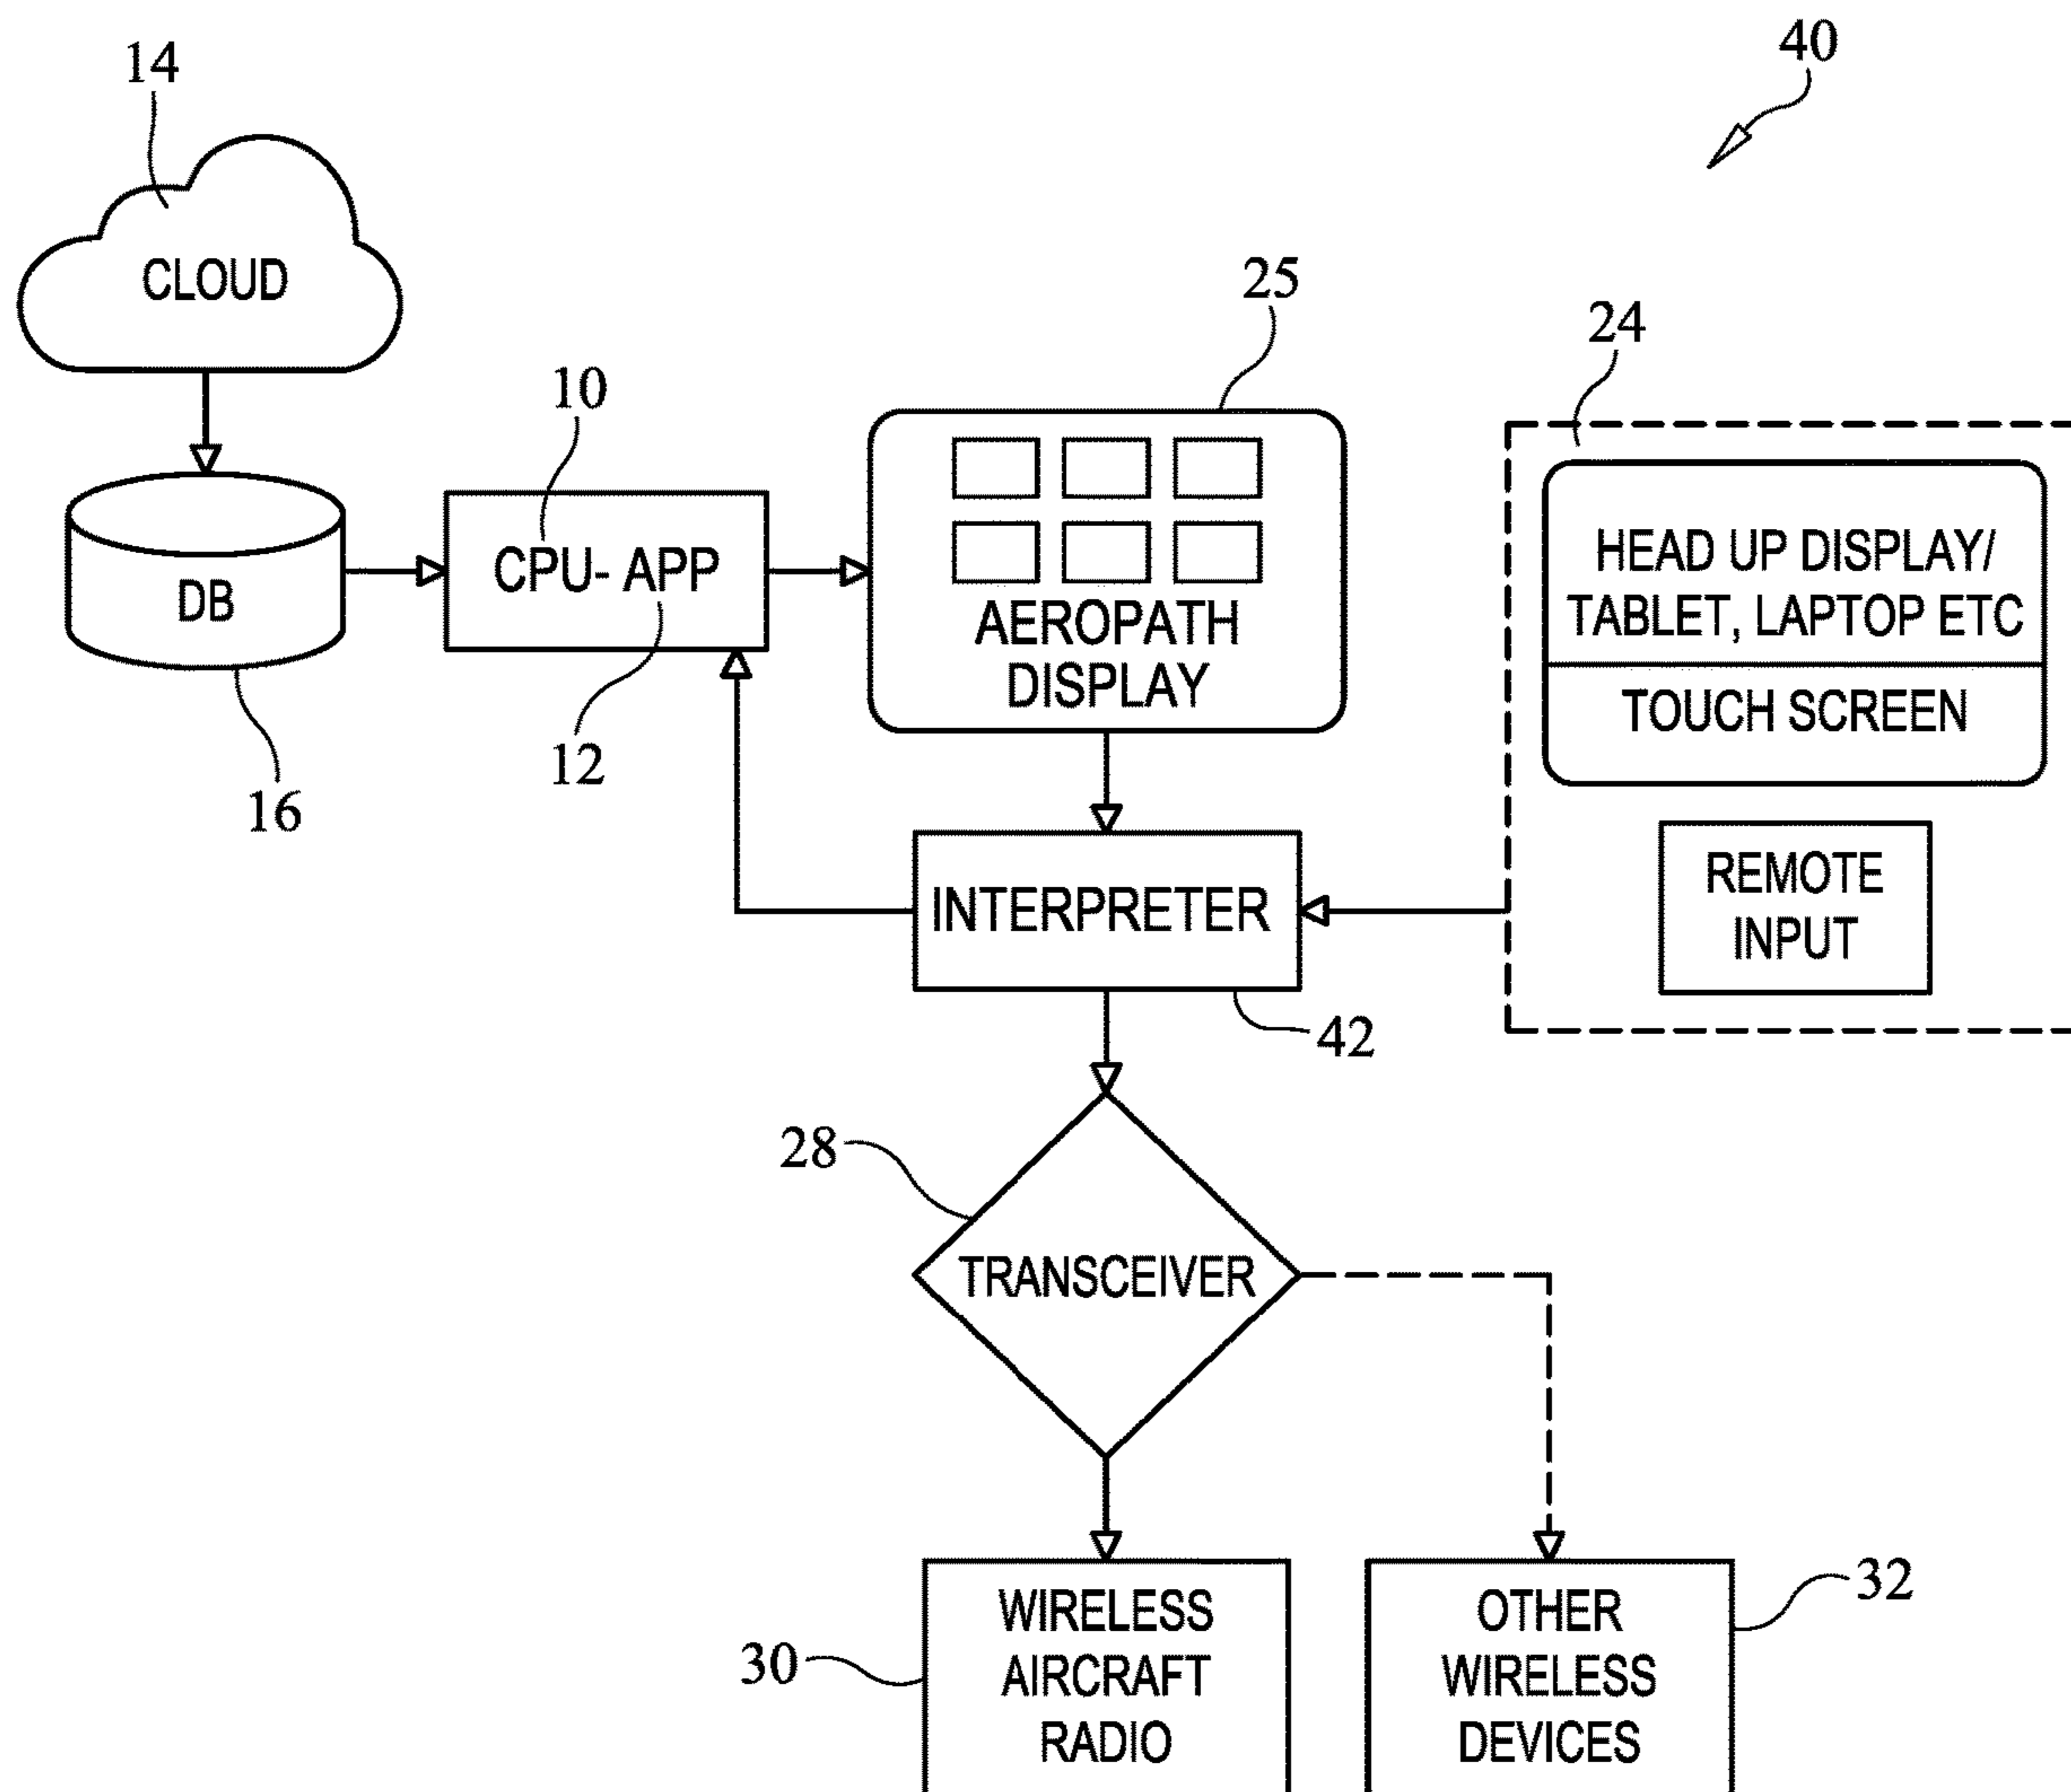 40
14
CLOUD
25
24
10
CPU- APP
12
DB
16
AEROPATH
DISPLAY
HEAD UP DISPLAY/
TABLET, LAPTOP ETC
TOUCH SCREEN
REMOTE
INPUT
INTERPRETER
42
28
TRANSCEIVER
30
WIRELESS
AIRCRAFT
RADIO
OTHER
WIRELESS
DEVICES
32